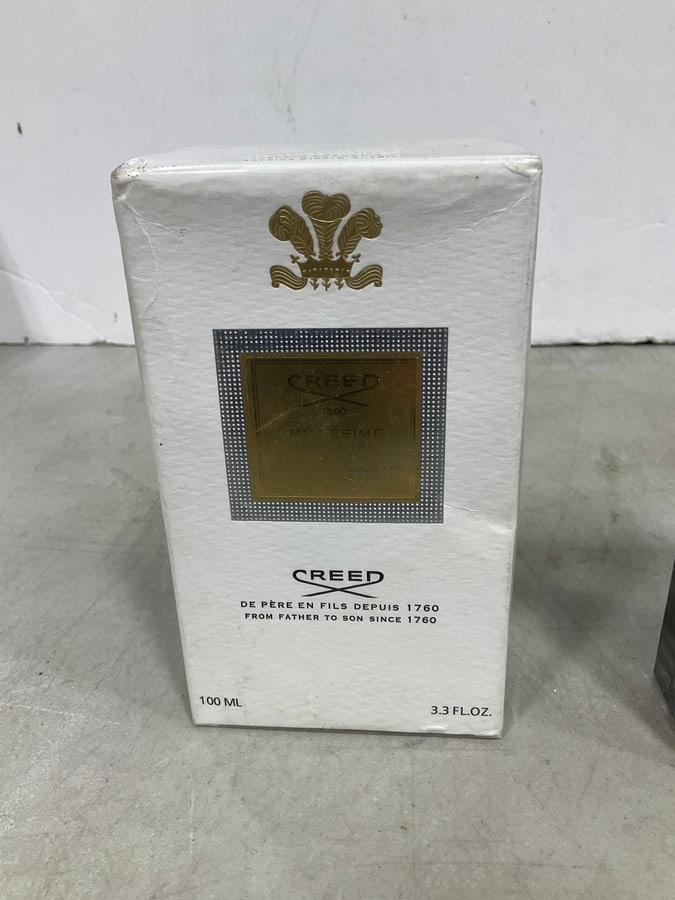 CREED
1760
MILLESIME
CREED
DE PÈRE EN FILS DEPUIS 1760
FROM FATHER TO SON SINCE 1760
100 ML
3.3 FL.OZ.